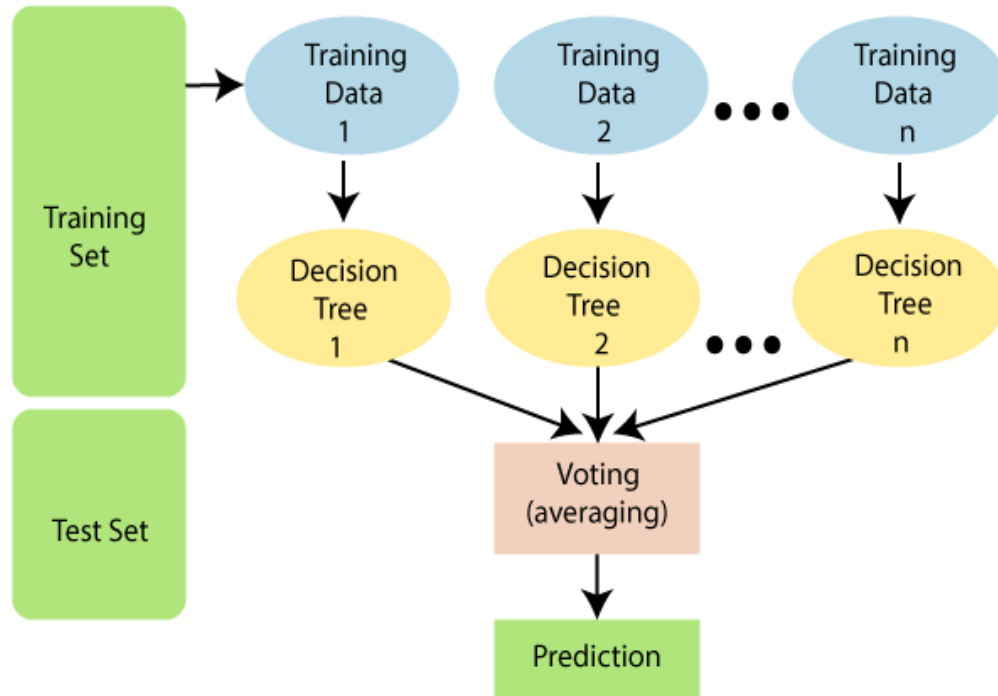 Training
Data
1
Training
Data
2
Training
Data
n
Training
Set
Decision
Tree
1
Decision
Tree
2
Decision
Tree
n
Test Set
Voting
(averaging)
Prediction